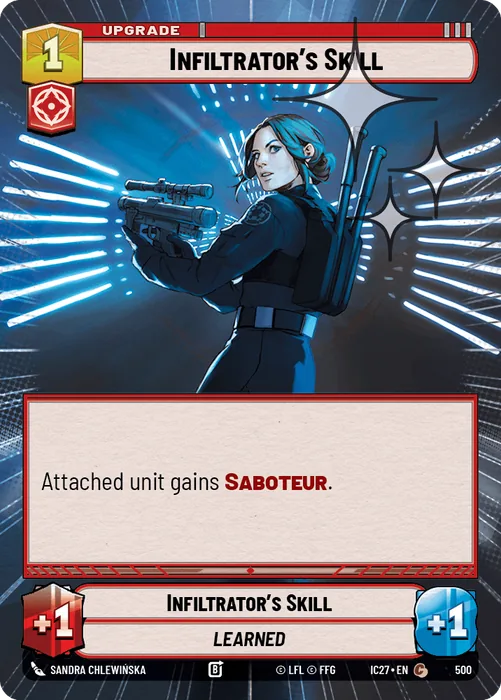 UPGRADE
1
INFILTRATOR'S SKILL
Attached unit gains SABOTEUR.
INFILTRATOR'S SKILL
+1
LEARNED
+1
SANDRA CHLEWIŃSKA
B
© LFL © FFG
IC27•EN
C
500